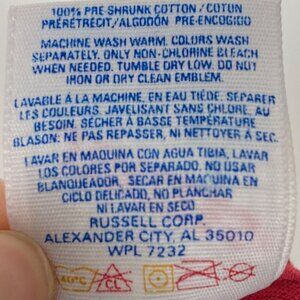 100% PRE-SHRUNK COTTON/COTON
PRÉRÉTRÉCI/ALGODÓN PRE-ENCOGIDO
MACHINE WASH WARM. COLORS WASH
SEPARATELY. ONLY NON-CHLORINE BLEACH
WHEN NEEDED. TUMBLE DRY LOW. DO NOT
IRON OR DRY CLEAN EMBLEM.
LAVABLE À LA MACHINE, EN EAU TIÈDE. SÉPARER
LES COULEURS. JAVELISANT SANS CHLORE, AU
BESOIN. SÉCHER À BASSE TEMPÉRATURE
BLASON: NE PAS REPASSER, NI NETTOYER À SEC.
LAVAR EN MAQUINA CON AGUA TIBIA, LAVAR
LOS COLORES POR SEPARADO. NO USAR
BLANQUEADOR, SECAR EN MAQUINA EN
CICLO DELICADO, NO PLANCHAR
NI LAVAR EN SECO
RUSSELL CORP.
ALEXANDER CITY, AL 35010
WPL 7232
40°C CL